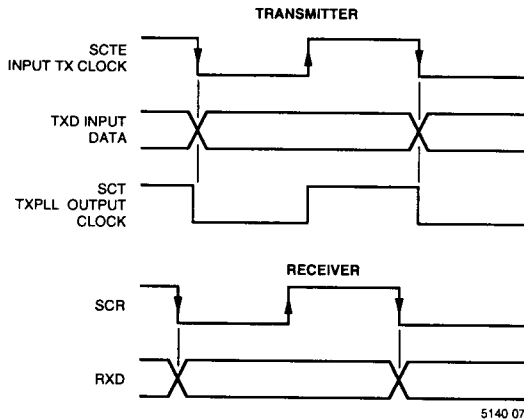 TRANSMITTER
SCTE
INPUT TX CLOCK
TXD INPUT
DATA
SCT
TXPLL OUTPUT
CLOCK
RECEIVER
SCR
RXD
5140 07